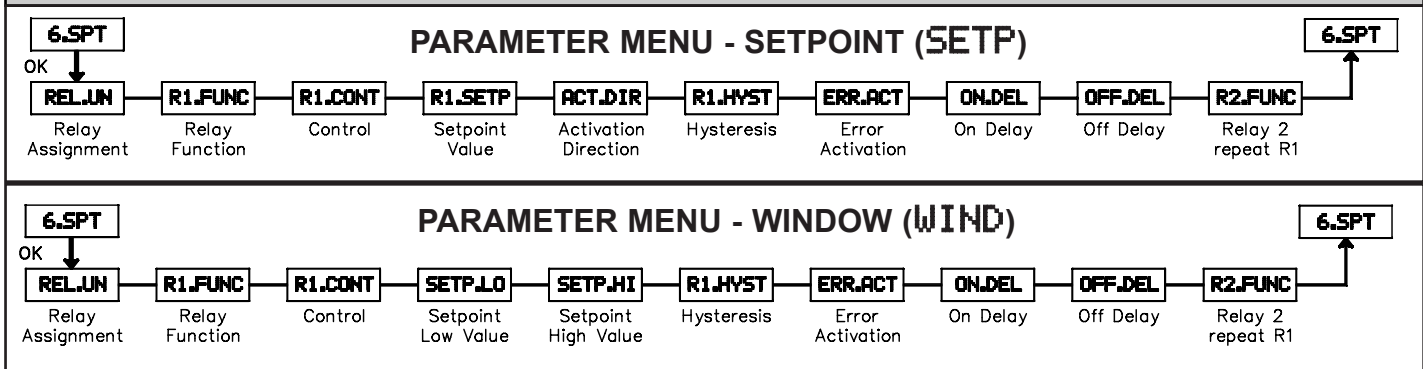 6.SPT
PARAMETER MENU - SETPOINT (SETP)
6.SPT
OK
REL.UN R1.FUNC R1.CONT R1.SETP ACT.DIR R1.HYST ERR.ACT ON.DEL OFF.DEL R2.FUNC
Relay Relay Control Setpoint Activation Hysteresis Error On Delay Off Delay Relay 2
Assignment Function Value Direction Activation repeat R1
6.SPT
PARAMETER MENU - WINDOW (WIND)
6.SPT
OK
REL.UN R1.FUNC R1.CONT SETP.LO SETP.HI R1.HYST ERR.ACT ON.DEL OFF.DEL R2.FUNC
Relay Relay Control Setpoint Setpoint Hysteresis Error On Delay Off Delay Relay 2
Assignment Function Low Value High Value Activation repeat R1